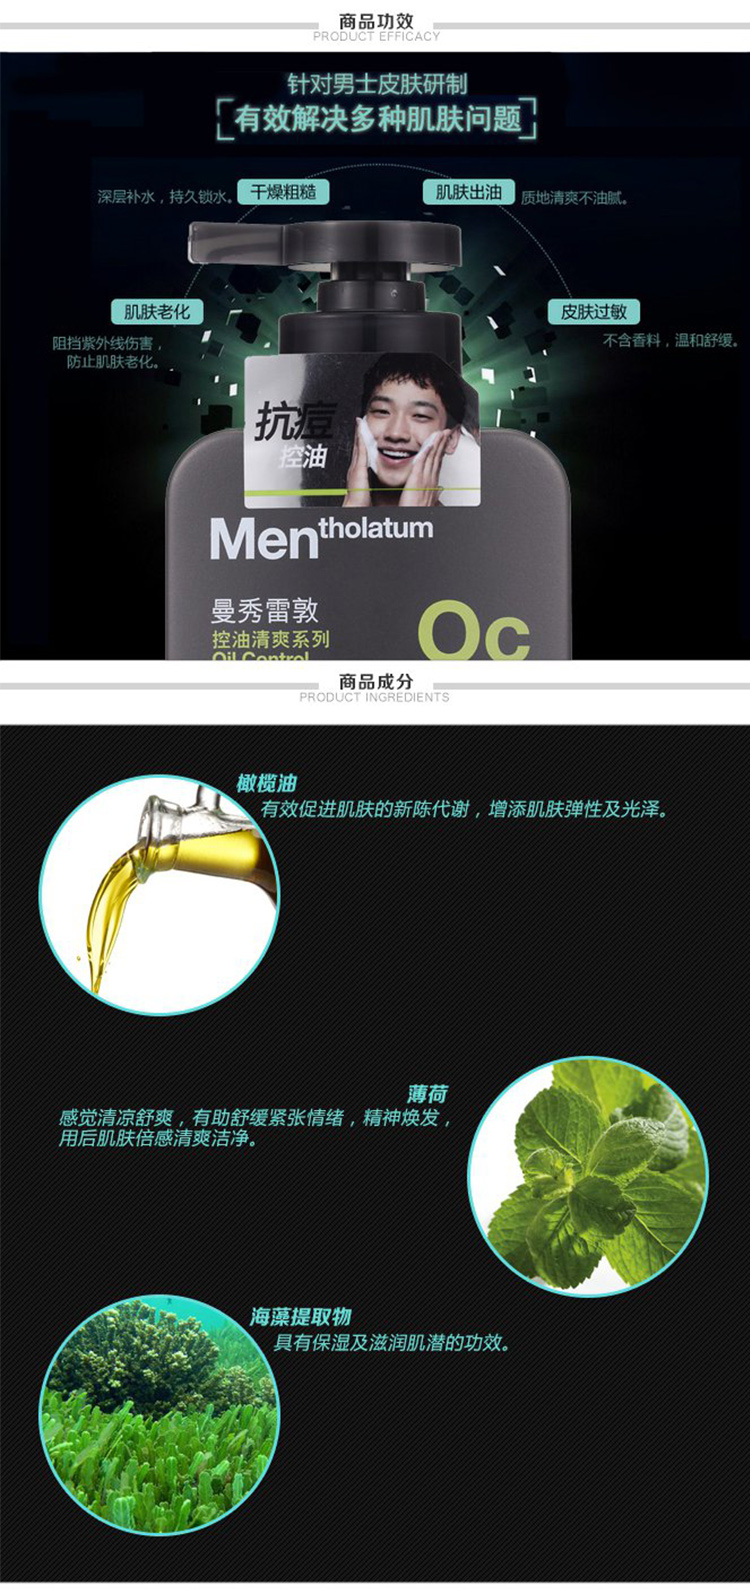 商品功效
PRODUCT EFFICACY
针对男士皮肤研制
有效解决多种肌肤问题
深层补水，持久锁水。
干燥粗糙
肌肤出油
质地清爽不油腻。
肌肤老化
皮肤过敏
阻挡紫外线伤害，
防止肌肤老化。
不含香料，温和舒缓。
抗痘
控油
Mentholatum
曼秀雷敦
控油清爽系列
Oil Control
Oc
商品成分
PRODUCT INGREDIENTS
橄榄油
有效促进肌肤的新陈代谢，增添肌肤弹性及光泽。
薄荷
感觉清凉舒爽，有助舒缓紧张情绪，精神焕发，
用后肌肤倍感清爽洁净。
海藻提取物
具有保湿及滋润肌潜的功效。